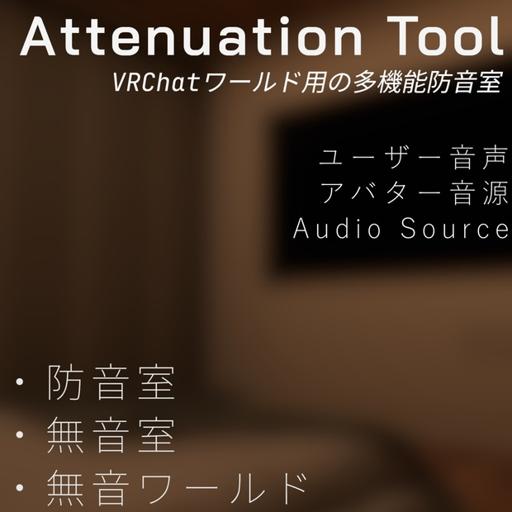 Attenuation Tool
VRChatワールド用の多機能防音室
ユーザー音声
アバター音源
Audio Source
・防音室
・無音室
・無音ワールド